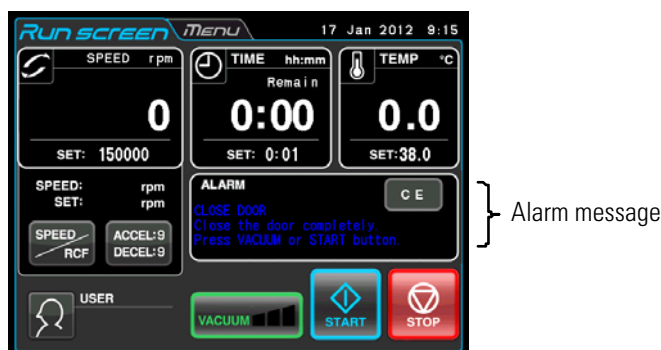 Run screen Menu 17 Jan 2012 9:15
SPEED rpm
0
SET: 150000
TIME hh:mm
Remain
0:00
SET: 0:01
TEMP °C
0.0
SET:38.0
SPEED: rpm
SET: rpm
SPEED
RCF
ACCEL:9
DECEL:9
ALARM
C E
CLOSE DOOR
Close the door completely.
Press VACUUM or START button.
Alarm message
USER
VACUUM
START
STOP